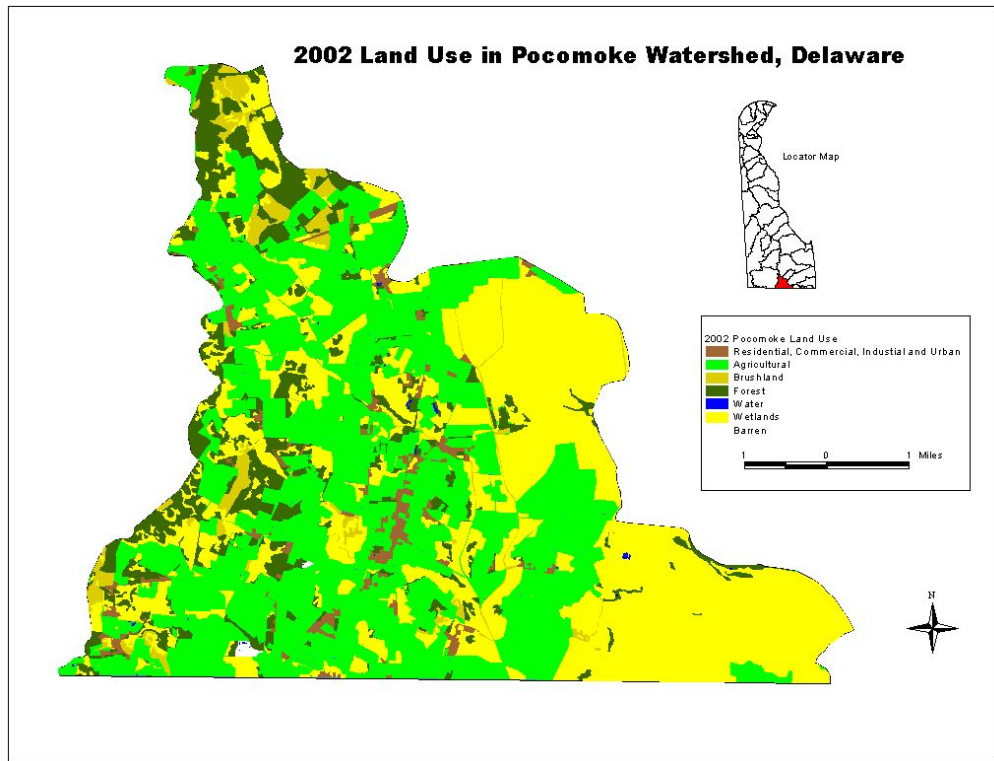 2002 Land Use in Pocomoke Watershed, Delaware
Locator Map
2002 Pocomoke Land Use
Residential, Commercial, Industial and Urban
Agricultural
Brushland
Forest
Water
Wetlands
Barren
1 0 1 Miles
N